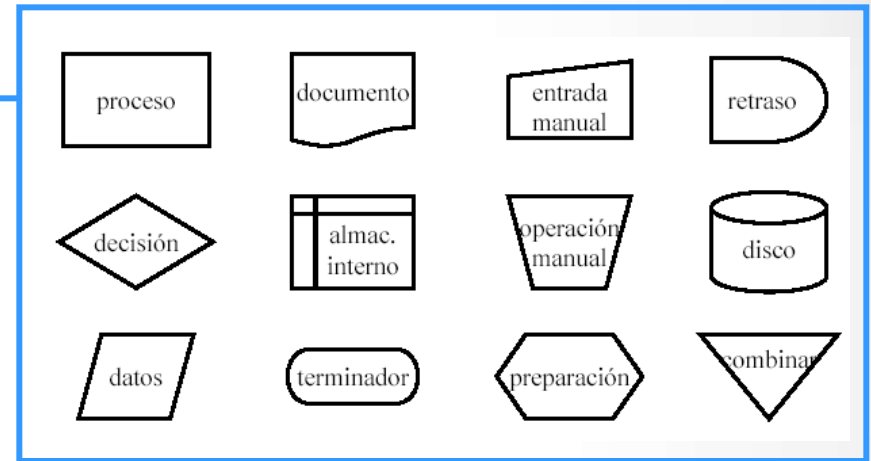 proceso
documento
entrada
manual
retraso
decisión
almac.
interno
operación
manual
disco
datos
terminador
preparación
combinar